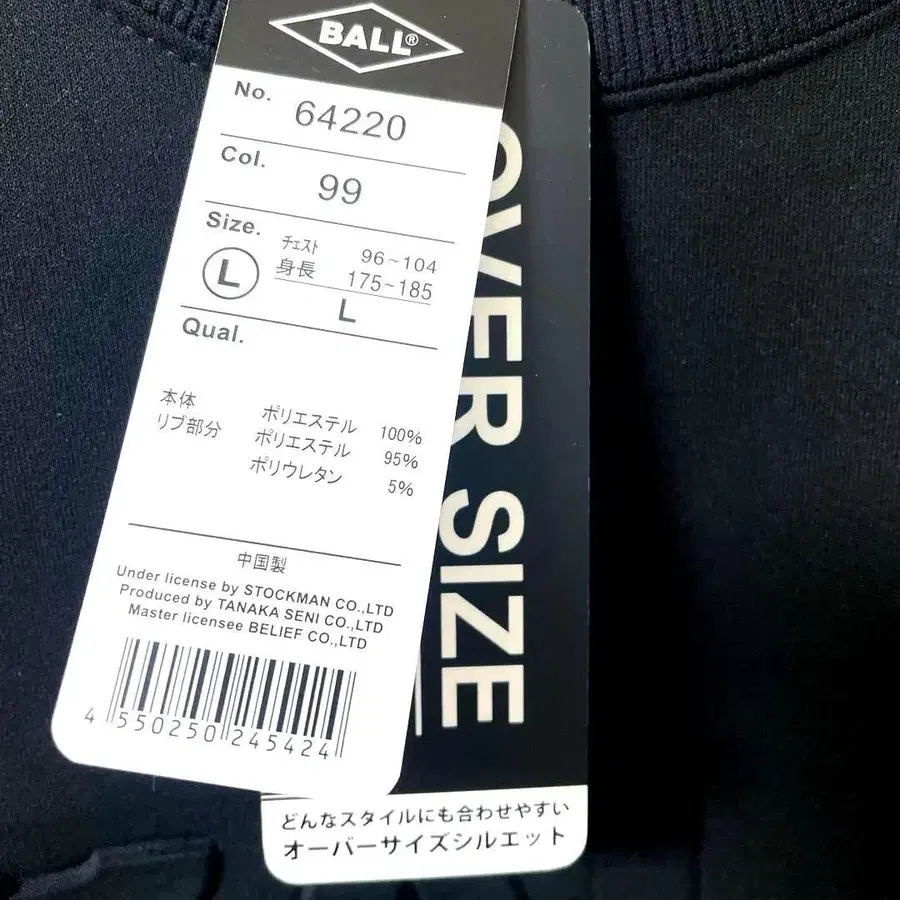 BALL®
No. 64220
Col. 99
Size.
L
チェスト 96~104
身長 175~185
L
Qual.
本体 ポリエステル 100%
リブ部分 ポリエステル 95%
ポリウレタン 5%
中国製
Under license by STOCKMAN CO.,LTD
Produced by TANAKA SENI CO.,LTD
Master licensee BELIEF CO.,LTD
4 550250 245424
OVER SIZE
どんなスタイルにも合わせやすい
オーバーサイズシルエット